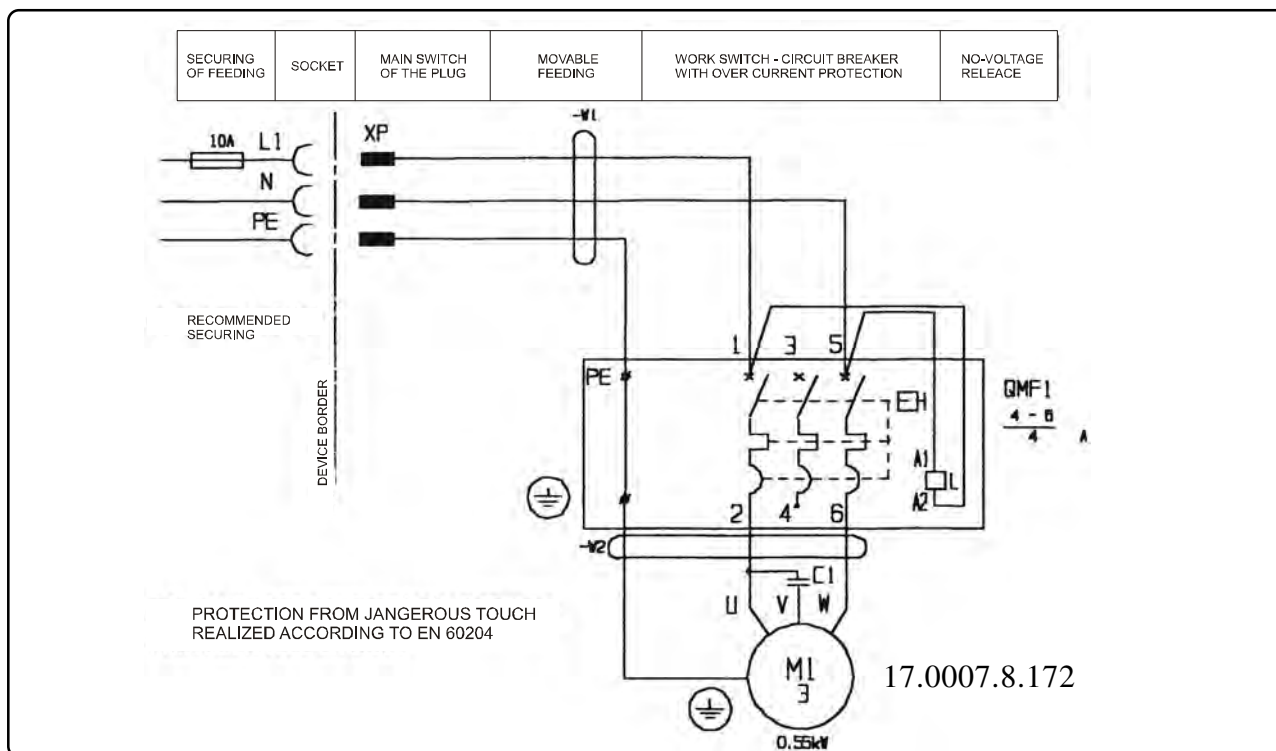 SECURING
OF FEEDING
SOCKET
MAIN SWITCH
OF THE PLUG
MOVABLE
FEEDING
WORK SWITCH - CIRCUIT BREAKER
WITH OVER CURRENT PROTECTION
NO-VOLTAGE
RELEACE
-W1
10A L1 XP
N
PE
RECOMMENDED
SECURING
DEVICE BORDER
1 3 5
PE
QMF1
4 - 6
4 A
A1
L
A2
2 4 6
-W2
C1
U V W
PROTECTION FROM JANGEROUS TOUCH
REALIZED ACCORDING TO EN 60204
M1
3
17.0007.8.172
0.55kW